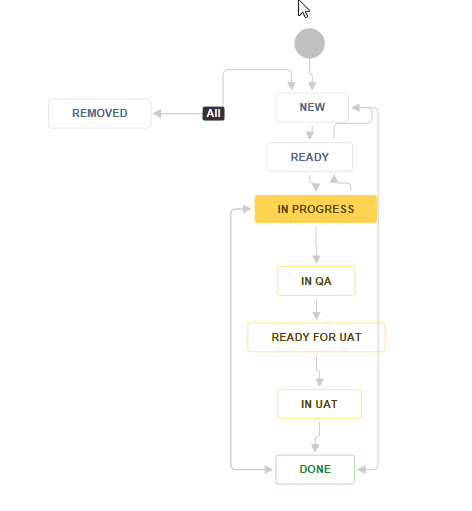 NEW
REMOVED
All
READY
IN PROGRESS
IN QA
READY FOR UAT
IN UAT
DONE